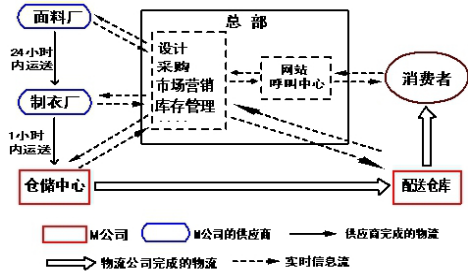 面料厂
24小时
内运送
制衣厂
1小时
内运送
仓储中心
总 部
设计
采购
市场营销
库存管理
.....
网站
呼叫中心
消费者
配送仓库
M公司
M公司的供应商
供应商完成的物流
物流公司完成的物流
实时信息流